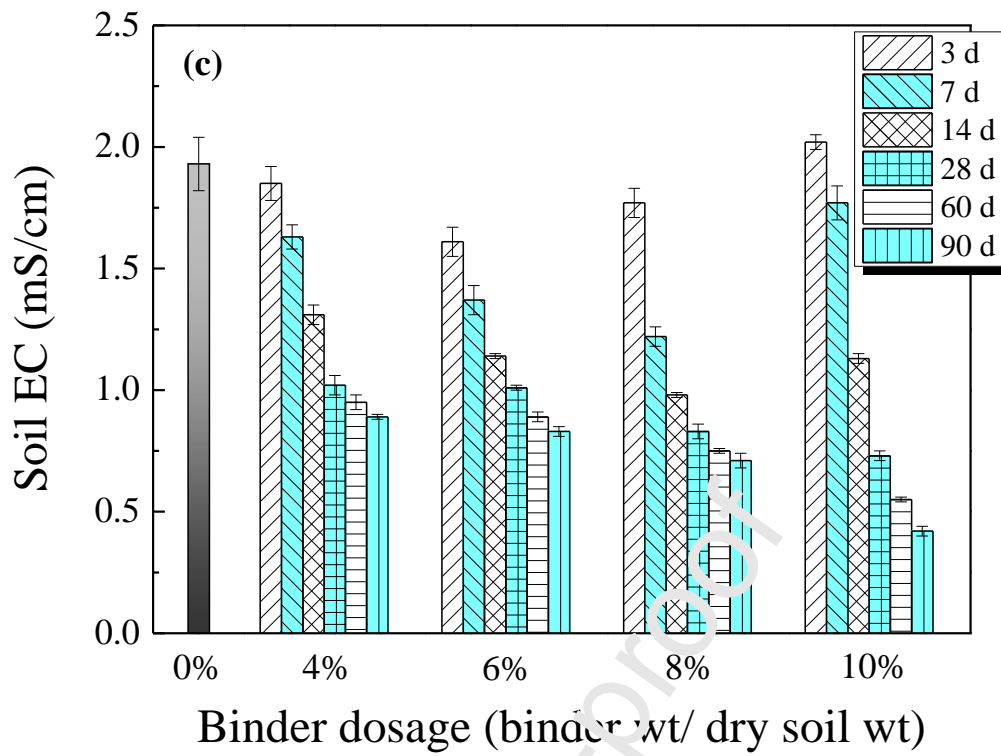 2.5
(c)
3 d
7 d
14 d
28 d
60 d
90 d
2.0
1.5
1.0
0.5
0.0
Soil EC (mS/cm)
0%
4%
6%
8%
10%
Binder dosage (binder wt/ dry soil wt)